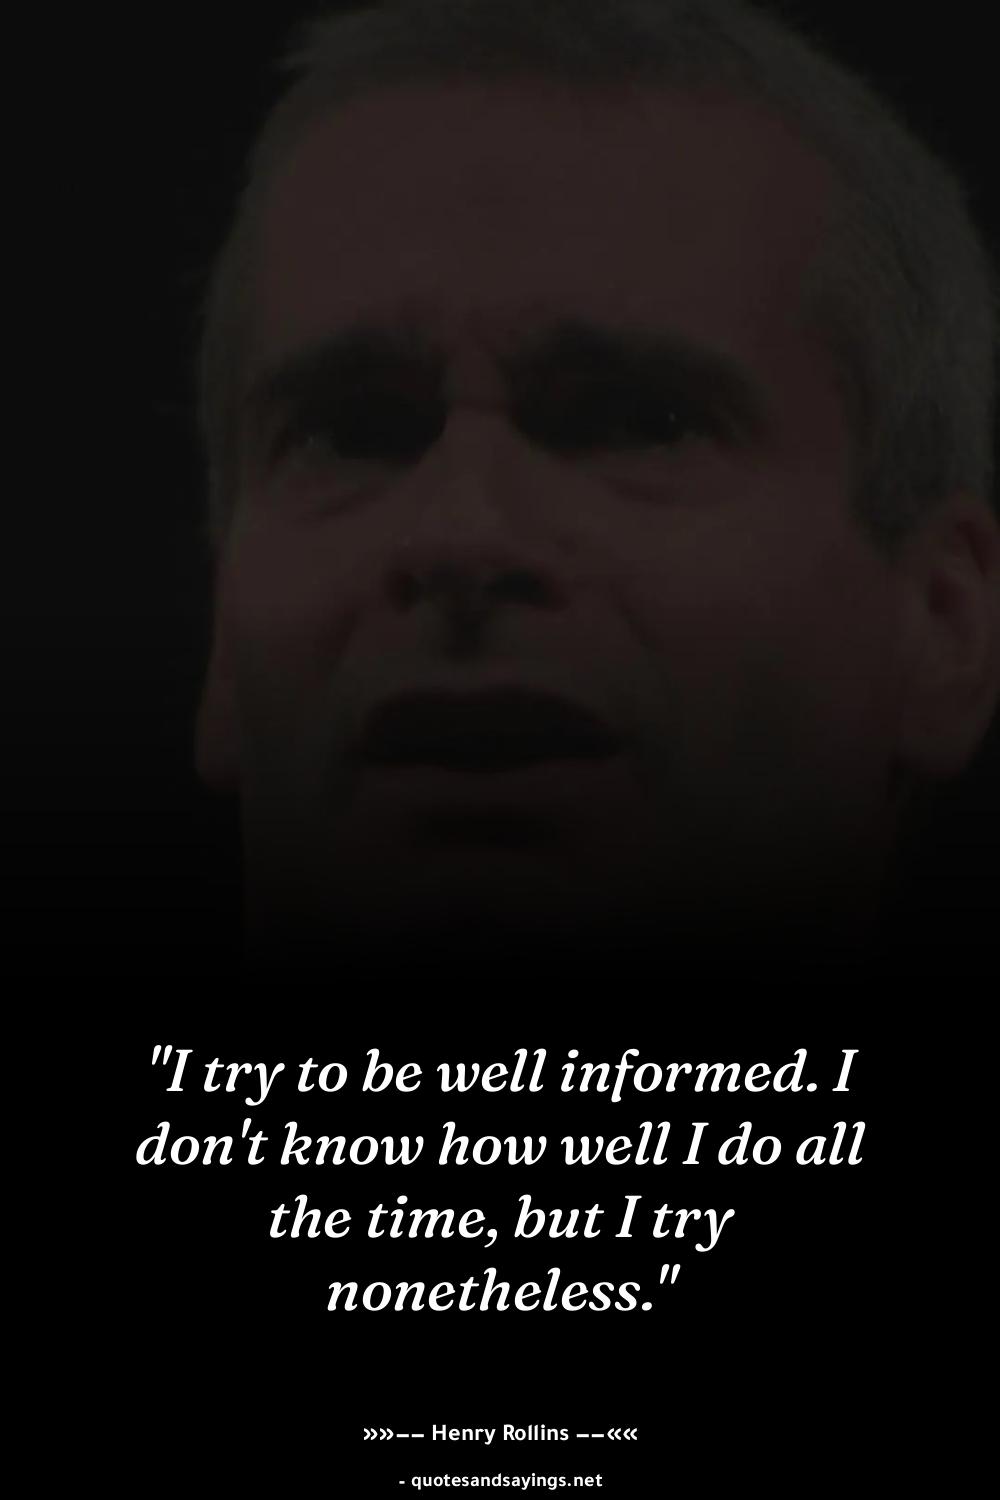 "I try to be well informed. I
don't know how well I do all
the time, but I try
nonetheless."
»»−− Henry Rollins −−««
- quotesandsayings.net